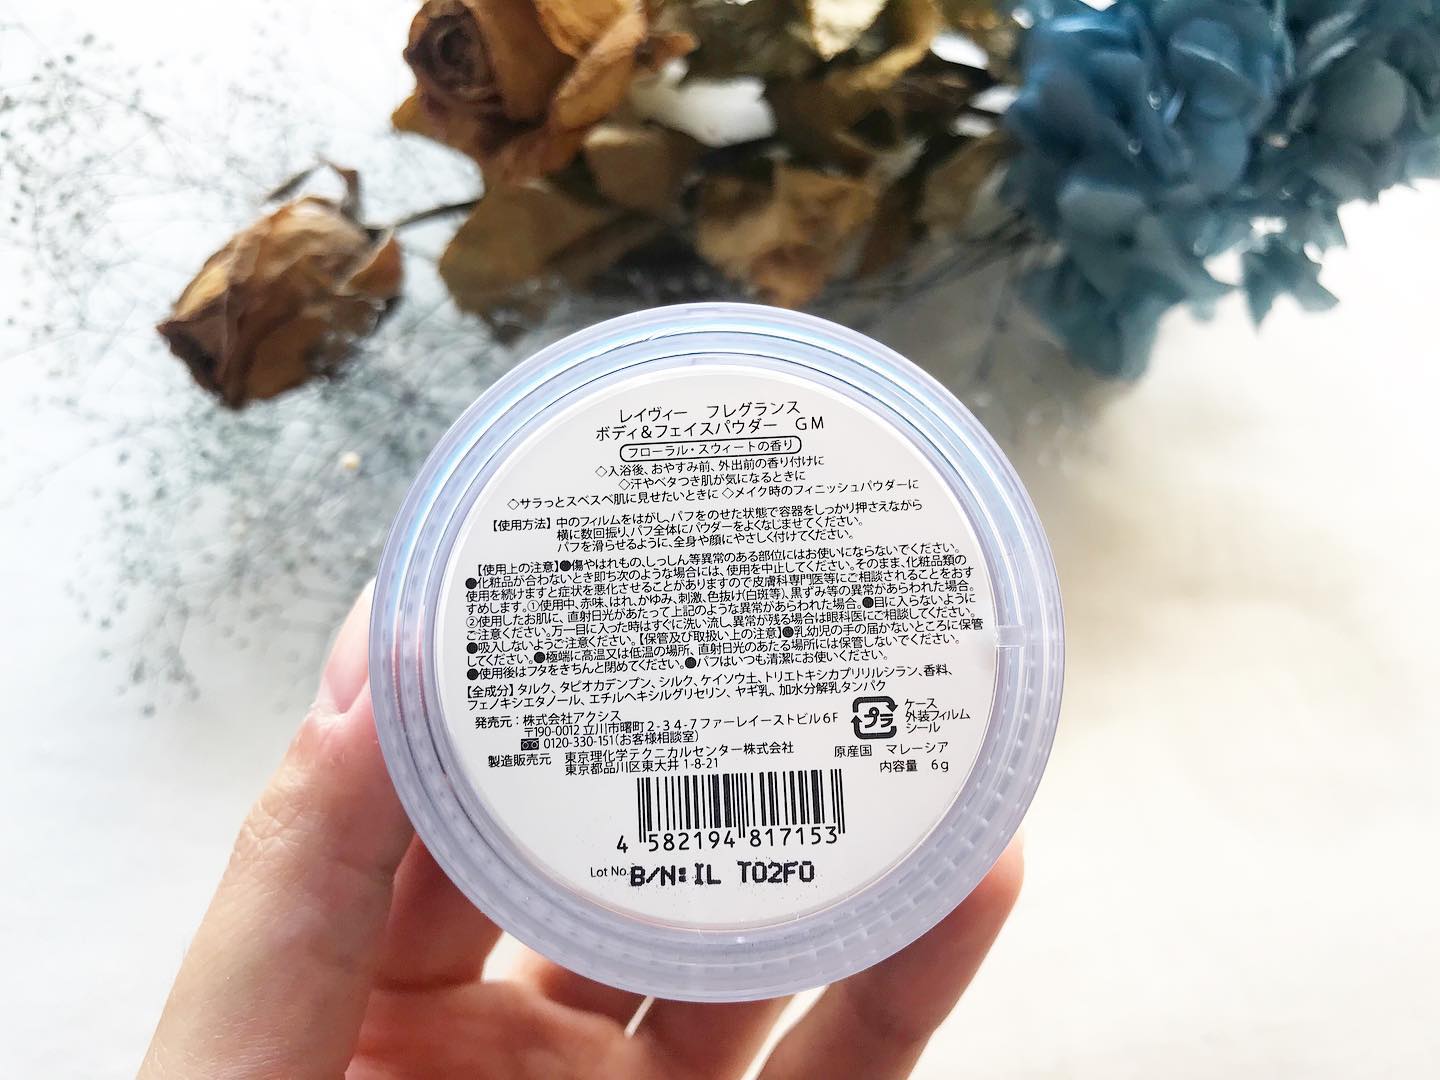 レイヴィー　フレグランス
ボディ&フェイスパウダー　GM
フローラル・スウィートの香り
◇入浴後、おやすみ前、外出前の香り付けに
◇汗やベタつき肌が気になるときに
◇サラっとスベスベ肌に見せたいときに ◇メイク時のフィニッシュパウダーに
【使用方法】中のフィルムをはがし、パフをのせた状態で容器をしっかり押さえながら
横に数回振り、パフ全体にパウダーをよくなじませてください。
パフを滑らせるように、全身や顔にやさしく付けてください。
【使用上の注意】●傷やはれもの、しっしん等異常のある部位にはお使いにならないでください。
●化粧品が合わないとき即ち次のような場合には、使用を中止してください。そのまま、化粧品類の
使用を続けますと症状を悪化させることがありますので皮膚科専門医等にご相談されることをおす
すめします。①使用中、赤味、はれ、かゆみ、刺激、色抜け(白斑等)、黒ずみ等の異常があらわれた場合。
②使用したお肌に、直射日光があたって上記のような異常があらわれた場合。●目に入らないように
ご注意ください。万一目に入った時はすぐに洗い流し、異常が残る場合は眼科医にご相談してください。
●吸入しないようご注意ください。【保管及び取扱い上の注意】●乳幼児の手の届かないところに保管
してください。●極端に高温又は低温の場所、直射日光のあたる場所には保管しないでください。
●使用後はフタをきちんと閉めてください。●パフはいつも清潔にお使いください。
【全成分】タルク、タピオカデンプン、シルク、ケイソウ土、トリエトキシカプリリルシラン、香料、
フェノキシエタノール、エチルヘキシルグリセリン、ヤギ乳、加水分解乳タンパク
発売元：株式会社アクシス
〒190-0012 立川市曙町2-34-7ファーレイーストビル6F
0120-330-151（お客様相談室）
製造販売元　東京理化学テクニカルセンター株式会社
東京都品川区東大井 1-8-21
プラ
ケース
外装フィルム
シール
原産国　マレーシア
内容量　6g
4 582194 817153
Lot No. B/N:IL T02F0